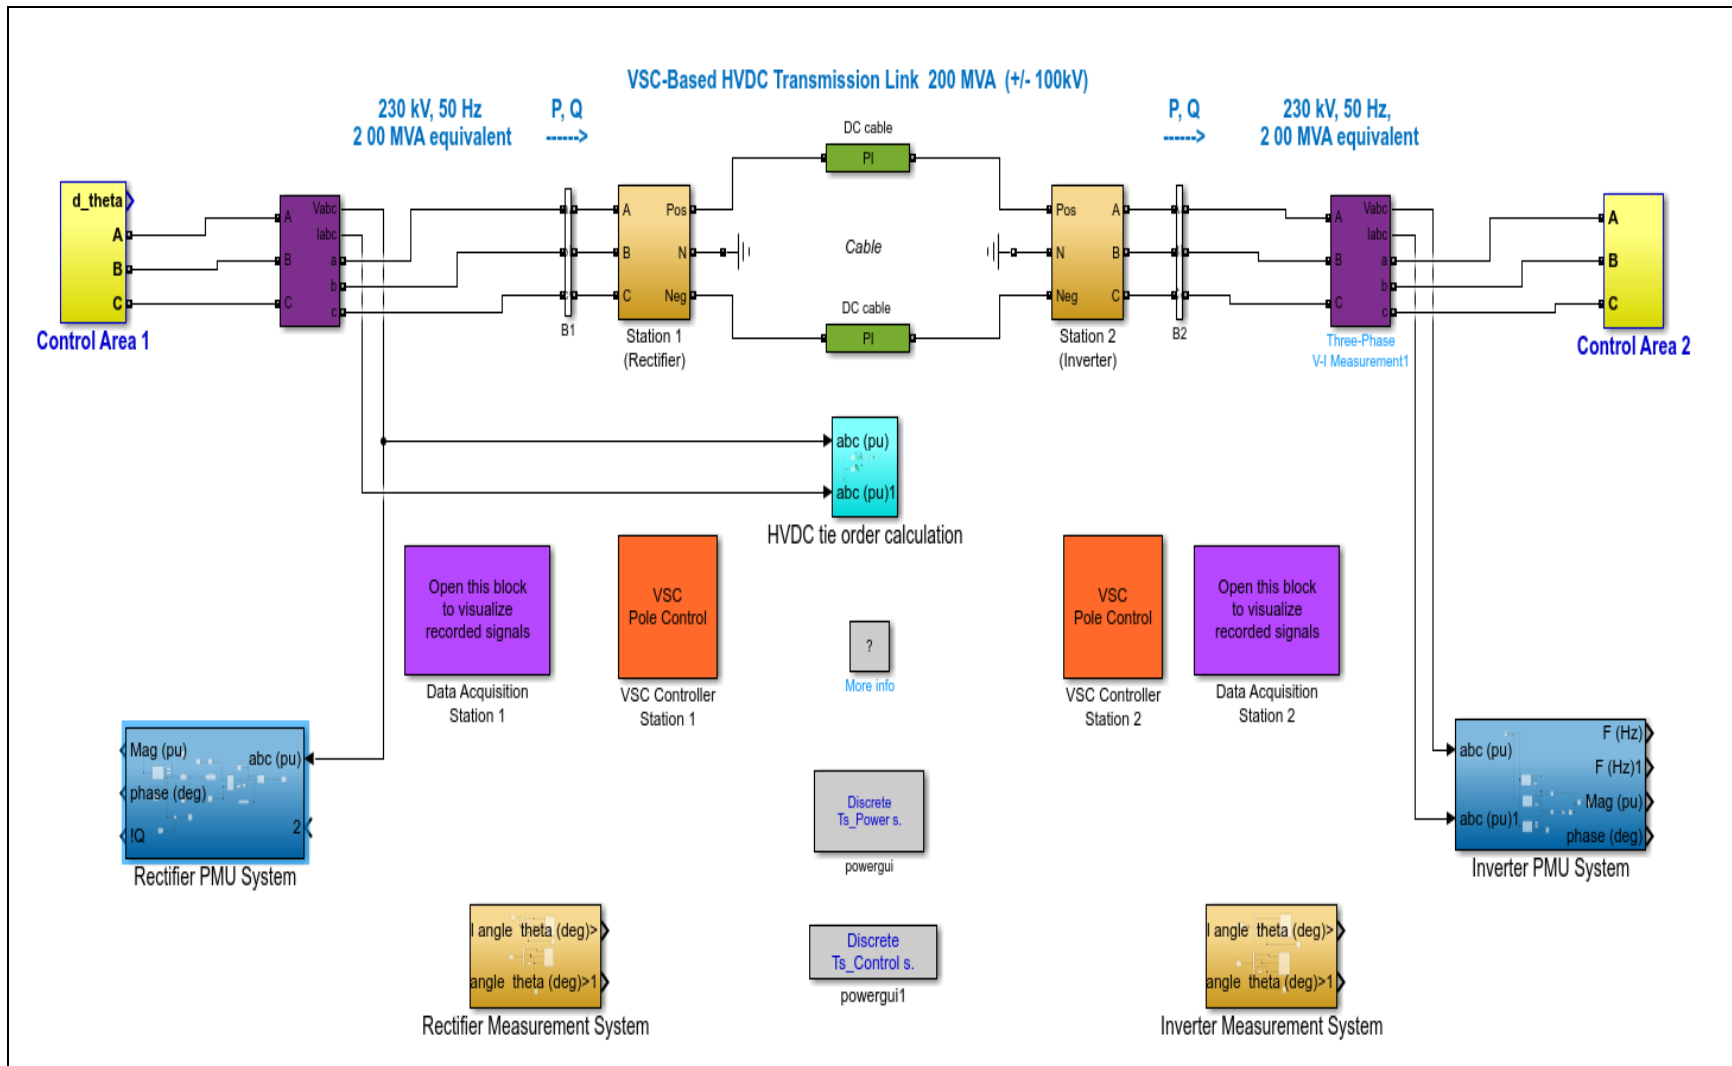 VSC-Based HVDC Transmission Link 200 MVA (+/- 100kV)
230 kV, 50 Hz
2 00 MVA equivalent
P, Q
------>
DC cable
PI
P, Q
------>
230 kV, 50 Hz,
2 00 MVA equivalent
d_theta
A
B
C
Control Area 1
A
B
C
Vabc
Iabc
a
b
c
B1
A
B
C
Pos
N
Neg
Station 1
(Rectifier)
Cable
DC cable
PI
Pos
N
Neg
A
B
C
Station 2
(Inverter)
B2
A
B
C
Vabc
Iabc
a
b
c
Three-Phase
V-I Measurement1
A
B
C
Control Area 2
abc (pu)
abc (pu)1
HVDC tie order calculation
Open this block
to visualize
recorded signals
Data Acquisition
Station 1
VSC
Pole Control
VSC Controller
Station 1
?
More info
VSC
Pole Control
VSC Controller
Station 2
Open this block
to visualize
recorded signals
Data Acquisition
Station 2
Mag (pu)
phase (deg)
!Q
abc (pu)
2
Rectifier PMU System
Discrete
Ts_Power s.
powergui
abc (pu)
abc (pu)1
F (Hz)
F (Hz)1
Mag (pu)
phase (deg)
Inverter PMU System
l angle theta (deg)>
angle theta (deg)>1
Rectifier Measurement System
Discrete
Ts_Control s.
powergui1
l angle theta (deg)>
angle theta (deg)>1
Inverter Measurement System